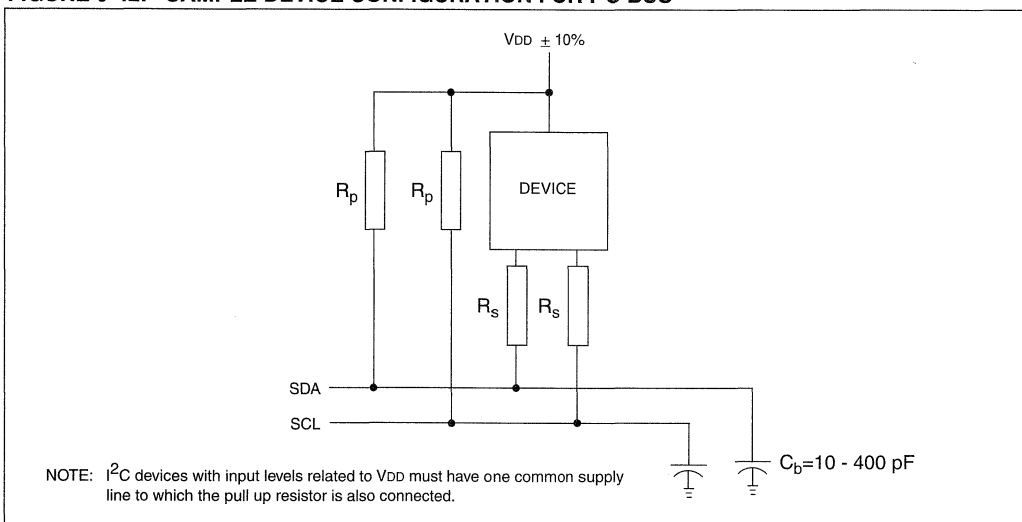 VDD ± 10%
Rp Rp DEVICE
Rs Rs
SDA
SCL
Cb=10 - 400 pF
NOTE: I²C devices with input levels related to VDD must have one common supply
line to which the pull up resistor is also connected.